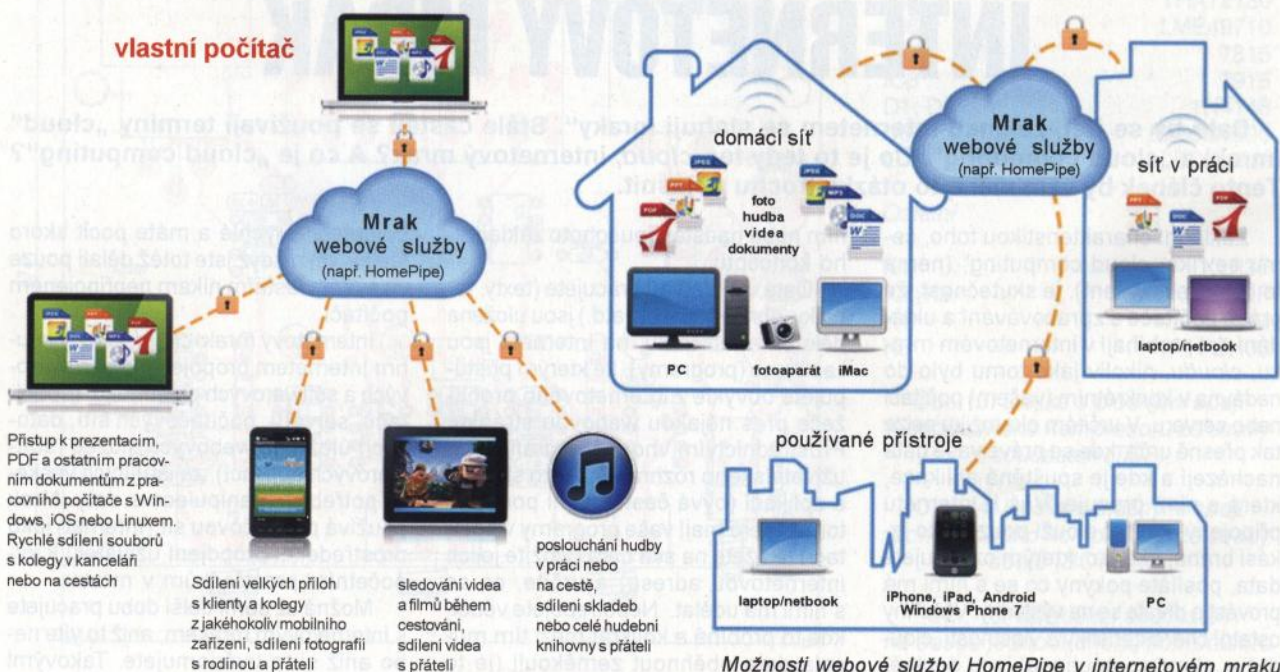 vlastní počítač
Mrak
webové služby
(např. HomePipe)
Přístup k prezentacím,
PDF a ostatním pracov-
ním dokumentům z pra-
covního počítače s Win-
dows, iOS nebo Linuxem.
Rychlé sdílení souborů
s kolegy v kanceláři
nebo na cestách
Sdílení velkých příloh
s klienty a kolegy
z jakéhokoliv mobilního
zařízení, sdílení fotografií
s rodinou a přáteli
sledování videa
a filmů během
cestování,
sdílení videa
s přáteli
poslouchání hudby
v práci nebo
na cestě,
sdílení skladeb
nebo celé hudební
knihovny s přáteli
domácí síť
foto
hudba
videa
dokumenty
PC
fotoaparát
iMac
Mrak
webové služby
(např. HomePipe)
síť v práci
laptop/netbook
používané přístroje
laptop/netbook
iPhone, iPad, Android
Windows Phone 7
PC
Možnosti webové služby HomePipe v internetovém mraku